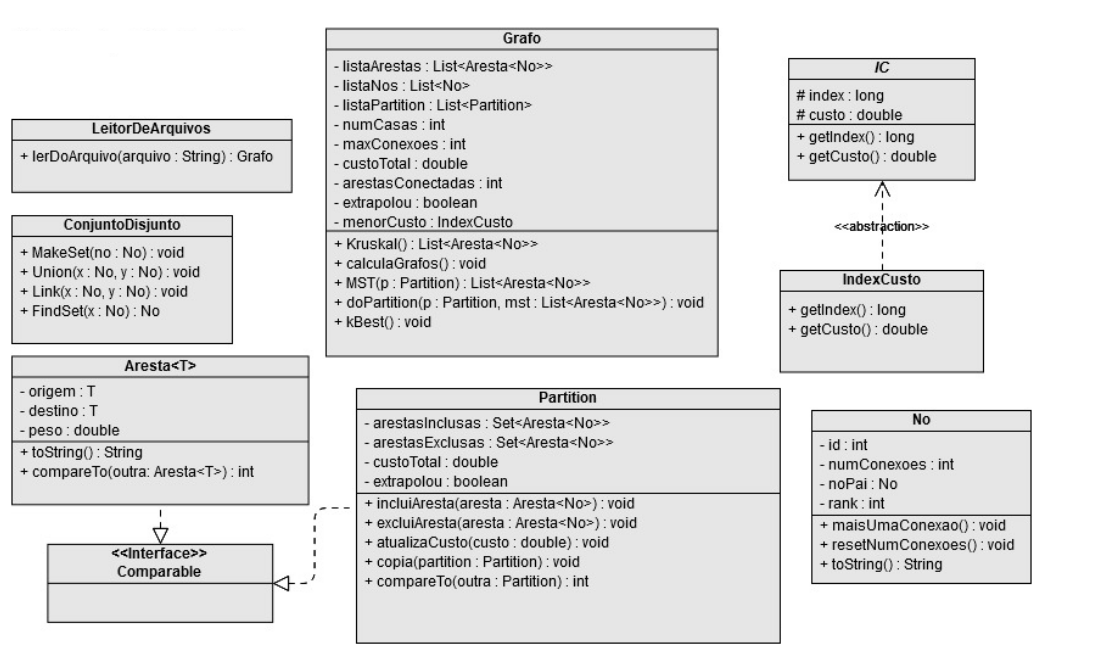 LeitorDeArquivos
+ lerDoArquivo(arquivo : String) : Grafo
ConjuntoDisjunto
+ MakeSet(no : No) : void
+ Union(x : No, y : No) : void
+ Link(x : No, y : No) : void
+ FindSet(x : No) : No
Aresta<T>
- origem : T
- destino : T
- peso : double
+ toString() : String
+ compareTo(outra: Aresta<T>) : int
<<Interface>>
Comparable
Grafo
- listaArestas : List<Aresta<No>>
- listaNos : List<No>
- listaPartition : List<Partition>
- numCasas : int
- maxConexoes : int
- custoTotal : double
- arestasConectadas : int
- extrapolou : boolean
- menorCusto : IndexCusto
+ Kruskal() : List<Aresta<No>>
+ calculaGrafos() : void
+ MST(p : Partition) : List<Aresta<No>>
+ doPartition(p : Partition, mst : List<Aresta<No>>) : void
+ kBest() : void
Partition
- arestasInclusas : Set<Aresta<No>>
- arestasExclusas : Set<Aresta<No>>
- custoTotal : double
- extrapolou : boolean
+ incluiAresta(aresta : Aresta<No>) : void
+ excluiAresta(aresta : Aresta<No>) : void
+ atualizaCusto(custo : double) : void
+ copia(partition : Partition) : void
+ compareTo(outra : Partition) : int
IC
# index : long
# custo : double
+ getIndex() : long
+ getCusto() : double
<<abstraction>>
IndexCusto
+ getIndex() : long
+ getCusto() : double
No
- id : int
- numConexoes : int
- noPai : No
- rank : int
+ maisUmaConexao() : void
+ resetNumConexoes() : void
+ toString() : String